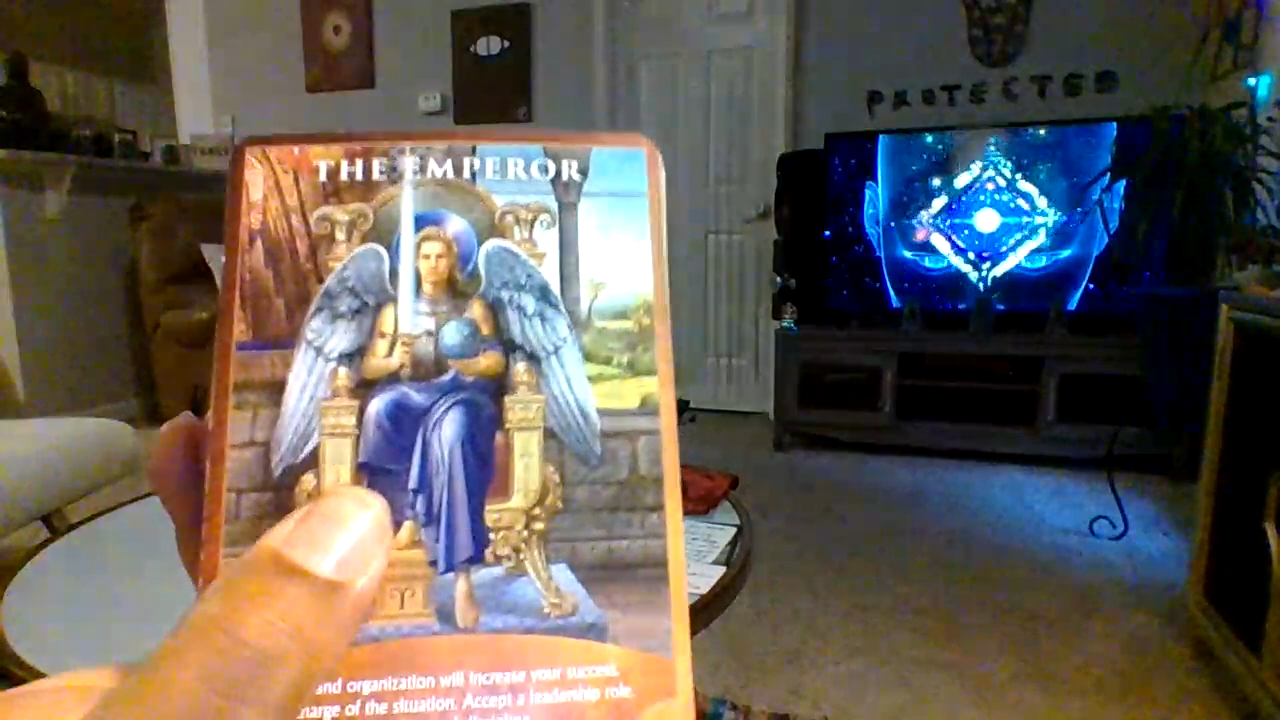 PROTECTED
THE EMPEROR
and organization will increase your success.
of the situation. Accept a leadership role.